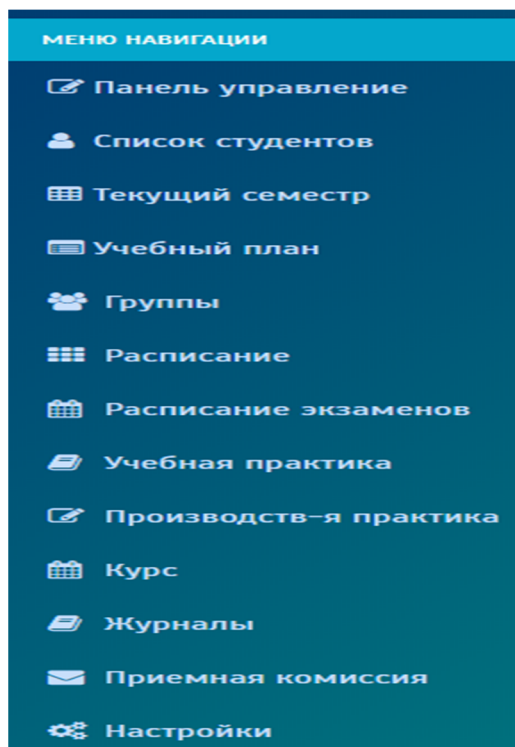 МЕНЮ НАВИГАЦИИ
Панель управление
Список студентов
Текущий семестр
Учебный план
Группы
Расписание
Расписание экзаменов
Учебная практика
Производств-я практика
Курс
Журналы
Приемная комиссия
Настройки